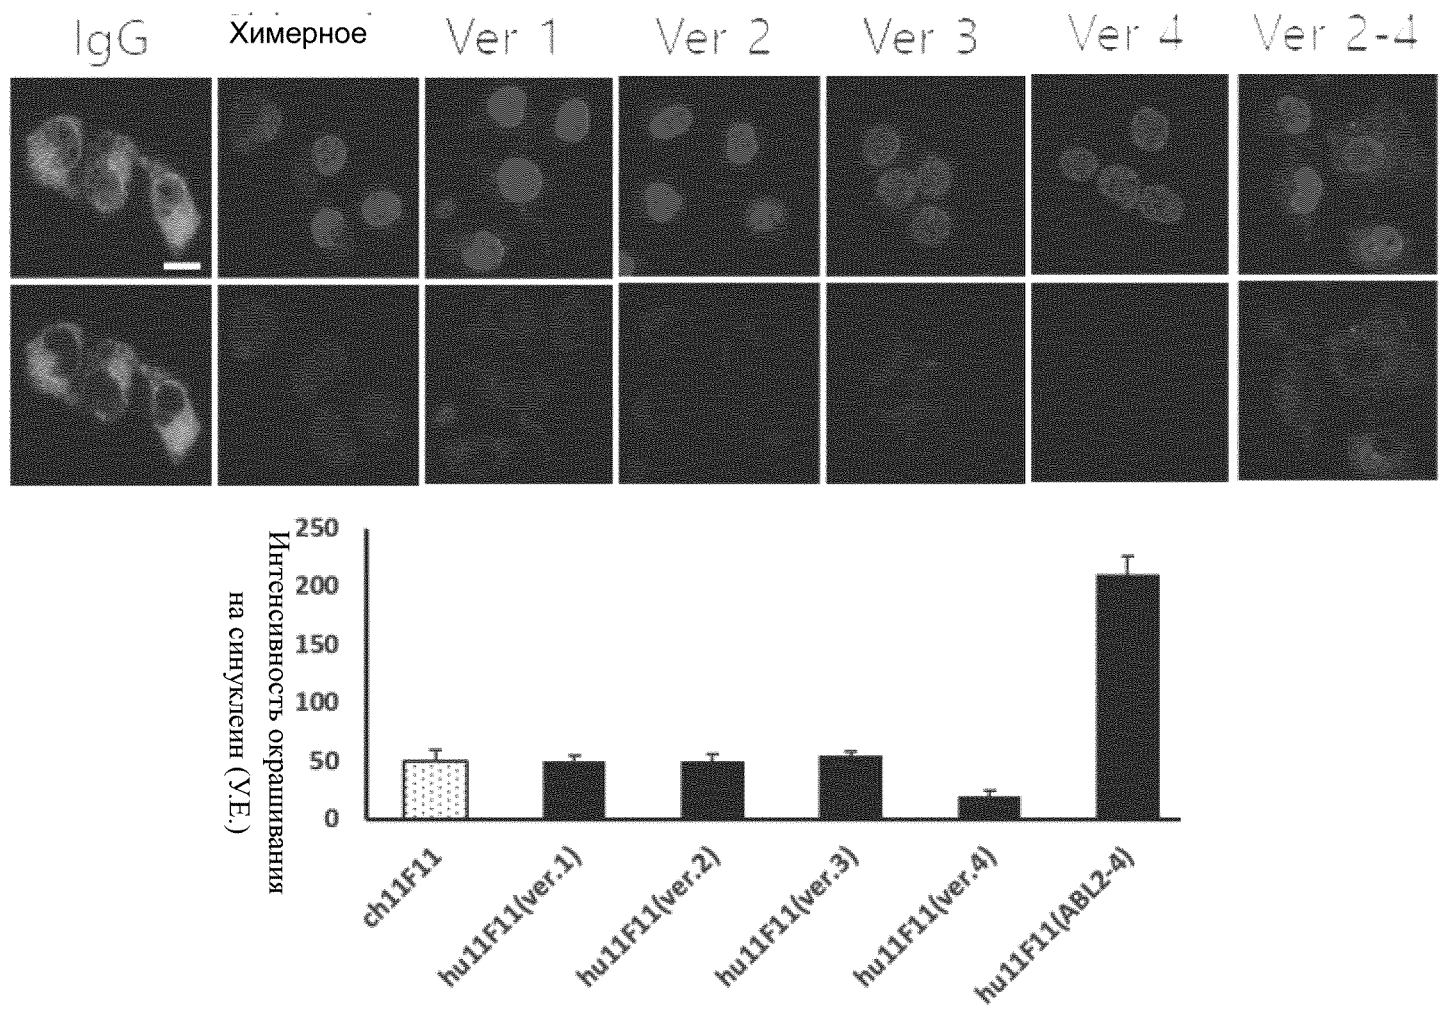 IgG
Химерное
Ver 1
Ver 2
Ver 3
Ver 4
Ver 2-4
Интенсивность окрашивания
на синуклеин (У.Е.)
250
200
150
100
50
0
ch11F11
hu11F11(ver.1)
hu11F11(ver.2)
hu11F11(ver.3)
hu11F11(ver.4)
hu11F11(ABL2-4)